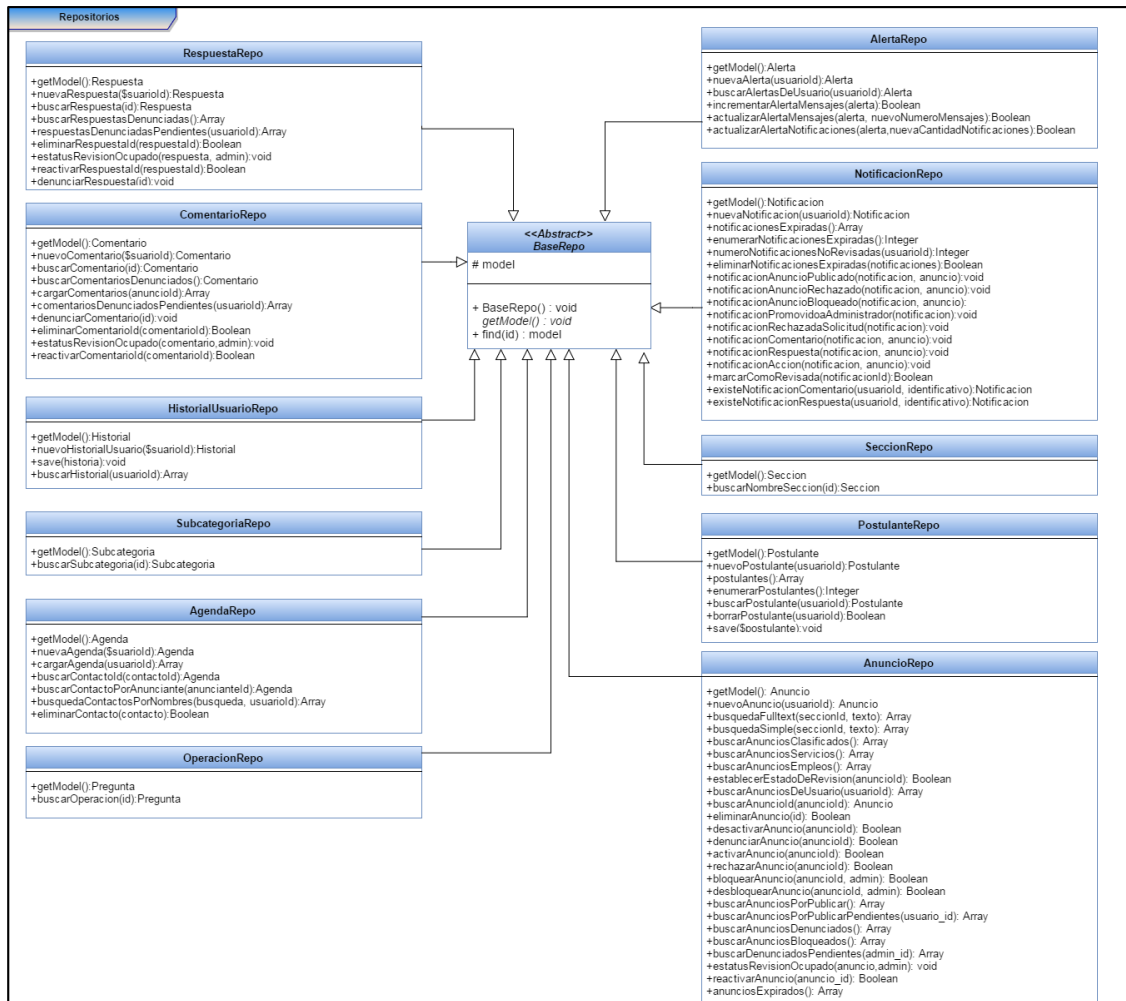 Repositorios
RespuestaRepo
+getModel():Respuesta
+nuevaRespuesta($suarioId):Respuesta
+buscarRespuesta(id):Respuesta
+buscarRespuestasDenunciadas():Array
+respuestasDenunciadasPendientes(usuarioId):Array
+eliminarRespuestaId(respuestaId):Boolean
+estatusRevisionOcupado(respuesta, admin):void
+reactivarRespuestaId(respuestaId):Boolean
+denunciarRespuesta(id):void
ComentarioRepo
+getModel():Comentario
+nuevoComentario($suarioId):Comentario
+buscarComentario(id):Comentario
+buscarComentariosDenunciados():Comentario
+cargarComentarios(anuncioId):Array
+comentariosDenunciadosPendientes(usuarioId):Array
+denunciarComentario(id):void
+eliminarComentarioId(comentarioId):Boolean
+estatusRevisionOcupado(comentario,admin):void
+reactivarComentarioId(comentarioId):Boolean
HistorialUsuarioRepo
+getModel():Historial
+nuevoHistorialUsuario($suarioId):Historial
+save(historia):void
+buscarHistorial(usuarioId):Array
SubcategoriaRepo
+getModel():Subcategoria
+buscarSubcategoria(id):Subcategoria
AgendaRepo
+getModel():Agenda
+nuevaAgenda($suarioId):Agenda
+cargarAgenda(usuarioId):Array
+buscarContactoId(contactoId):Agenda
+buscarContactoPorAnunciante(anuncianteId):Agenda
+busquedaContactosPorNombres(busqueda, usuarioId):Array
+eliminarContacto(contacto):Boolean
OperacionRepo
+getModel():Pregunta
+buscarOperacion(id):Pregunta
<<Abstract>>
BaseRepo
# model
+ BaseRepo() : void
getModel() : void
+ find(id) : model
AlertaRepo
+getModel():Alerta
+nuevaAlerta(usuarioId):Alerta
+buscarAlertasDeUsuario(usuarioId):Alerta
+incrementarAlertaMensajes(alerta):Boolean
+actualizarAlertaMensajes(alerta, nuevoNumeroMensajes):Boolean
+actualizarAlertaNotificaciones(alerta,nuevaCantidadNotificaciones):Boolean
NotificacionRepo
+getModel():Notificacion
+nuevaNotificacion(usuarioId):Notificacion
+notificacionesExpiradas():Array
+enumerarNotificacionesExpiradas():Integer
+numeroNotificacionesNoRevisadas(usuarioId):Integer
+eliminarNotificacionesExpiradas(notificaciones):Boolean
+notificacionAnuncioPublicado(notificacion, anuncio):void
+notificacionAnuncioRechazado(notificacion, anuncio):void
+notificacionAnuncioBloqueado(notificacion, anuncio):
+notificacionPromovidoaAdministrador(notificacion):void
+notificacionRechazadaSolicitud(notificacion):void
+notificacionComentario(notificacion, anuncio):void
+notificacionRespuesta(notificacion, anuncio):void
+notificacionAccion(notificacion, anuncio):void
+marcarComoRevisada(notificacionId):Boolean
+existeNotificacionComentario(usuarioId, identificativo):Notificacion
+existeNotificacionRespuesta(usuarioId, identificativo):Notificacion
SeccionRepo
+getModel():Seccion
+buscarNombreSeccion(id):Seccion
PostulanteRepo
+getModel():Postulante
+nuevoPostulante(usuarioId):Postulante
+postulantes():Array
+enumerarPostulantes():Integer
+buscarPostulante(usuarioId):Postulante
+borrarPostulante(usuarioId):Boolean
+save($postulante):void
AnuncioRepo
+getModel(): Anuncio
+nuevoAnuncio(usuarioId): Anuncio
+busquedaFulltext(seccionId, texto): Array
+busquedaSimple(seccionId, texto): Array
+buscarAnunciosClasificados(): Array
+buscarAnunciosServicios(): Array
+buscarAnunciosEmpleos(): Array
+establecerEstadoDeRevision(anuncioId): Boolean
+buscarAnunciosDeUsuario(usuarioId): Array
+buscarAnuncioId(anuncioId): Anuncio
+eliminarAnuncio(id): Boolean
+desactivarAnuncio(anuncioId): Boolean
+denunciarAnuncio(anuncioId): Boolean
+activarAnuncio(anuncioId): Boolean
+rechazarAnuncio(anuncioId): Boolean
+bloquearAnuncio(anuncioId, admin): Boolean
+desbloquearAnuncio(anuncioId, admin): Boolean
+buscarAnunciosPorPublicar(): Array
+buscarAnunciosPorPublicarPendientes(usuario_id): Array
+buscarAnunciosDenunciados(): Array
+buscarAnunciosBloqueados(): Array
+buscarDenunciadosPendientes(admin_id): Array
+estatusRevisionOcupado(anuncio,admin): void
+reactivarAnuncio(anuncio_id): Boolean
+anunciosExpirados(): Array